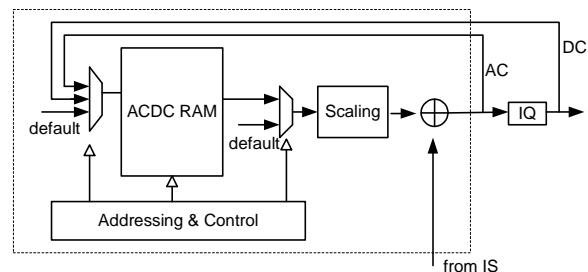 DC
AC
ACDC RAM
Scaling
IQ
default
default
Addressing & Control
from IS